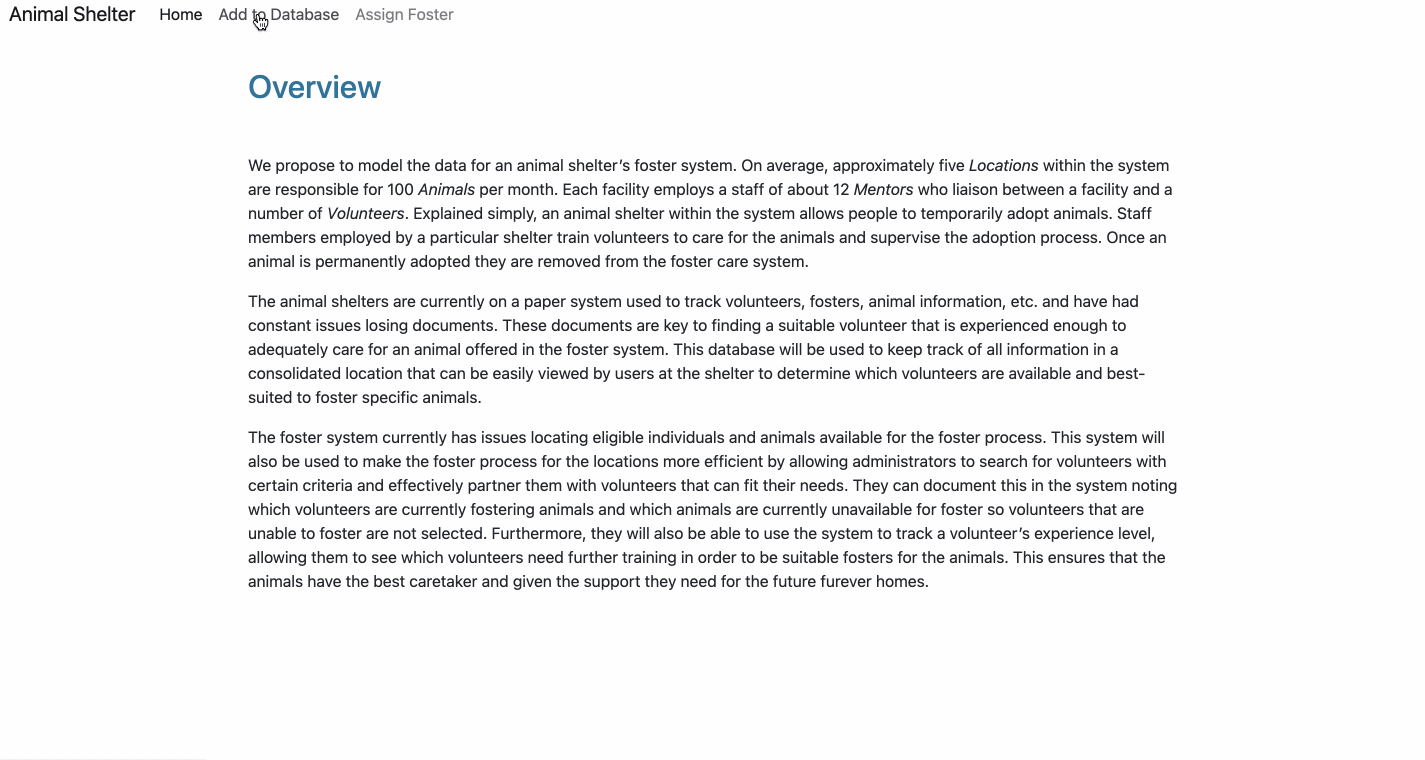 Animal Shelter Home Add to Database Assign Foster
Overview
We propose to model the data for an animal shelter's foster system. On average, approximately five Locations within the system
are responsible for 100 Animals per month. Each facility employs a staff of about 12 Mentors who liaison between a facility and a
number of Volunteers. Explained simply, an animal shelter within the system allows people to temporarily adopt animals. Staff
members employed by a particular shelter train volunteers to care for the animals and supervise the adoption process. Once an
animal is permanently adopted they are removed from the foster care system.
The animal shelters are currently on a paper system used to track volunteers, fosters, animal information, etc. and have had
constant issues losing documents. These documents are key to finding a suitable volunteer that is experienced enough to
adequately care for an animal offered in the foster system. This database will be used to keep track of all information in a
consolidated location that can be easily viewed by users at the shelter to determine which volunteers are available and best-
suited to foster specific animals.
The foster system currently has issues locating eligible individuals and animals available for the foster process. This system will
also be used to make the foster process for the locations more efficient by allowing administrators to search for volunteers with
certain criteria and effectively partner them with volunteers that can fit their needs. They can document this in the system noting
which volunteers are currently fostering animals and which animals are currently unavailable for foster so volunteers that are
unable to foster are not selected. Furthermore, they will also be able to use the system to track a volunteer's experience level,
allowing them to see which volunteers need further training in order to be suitable fosters for the animals. This ensures that the
animals have the best caretaker and given the support they need for the future furever homes.